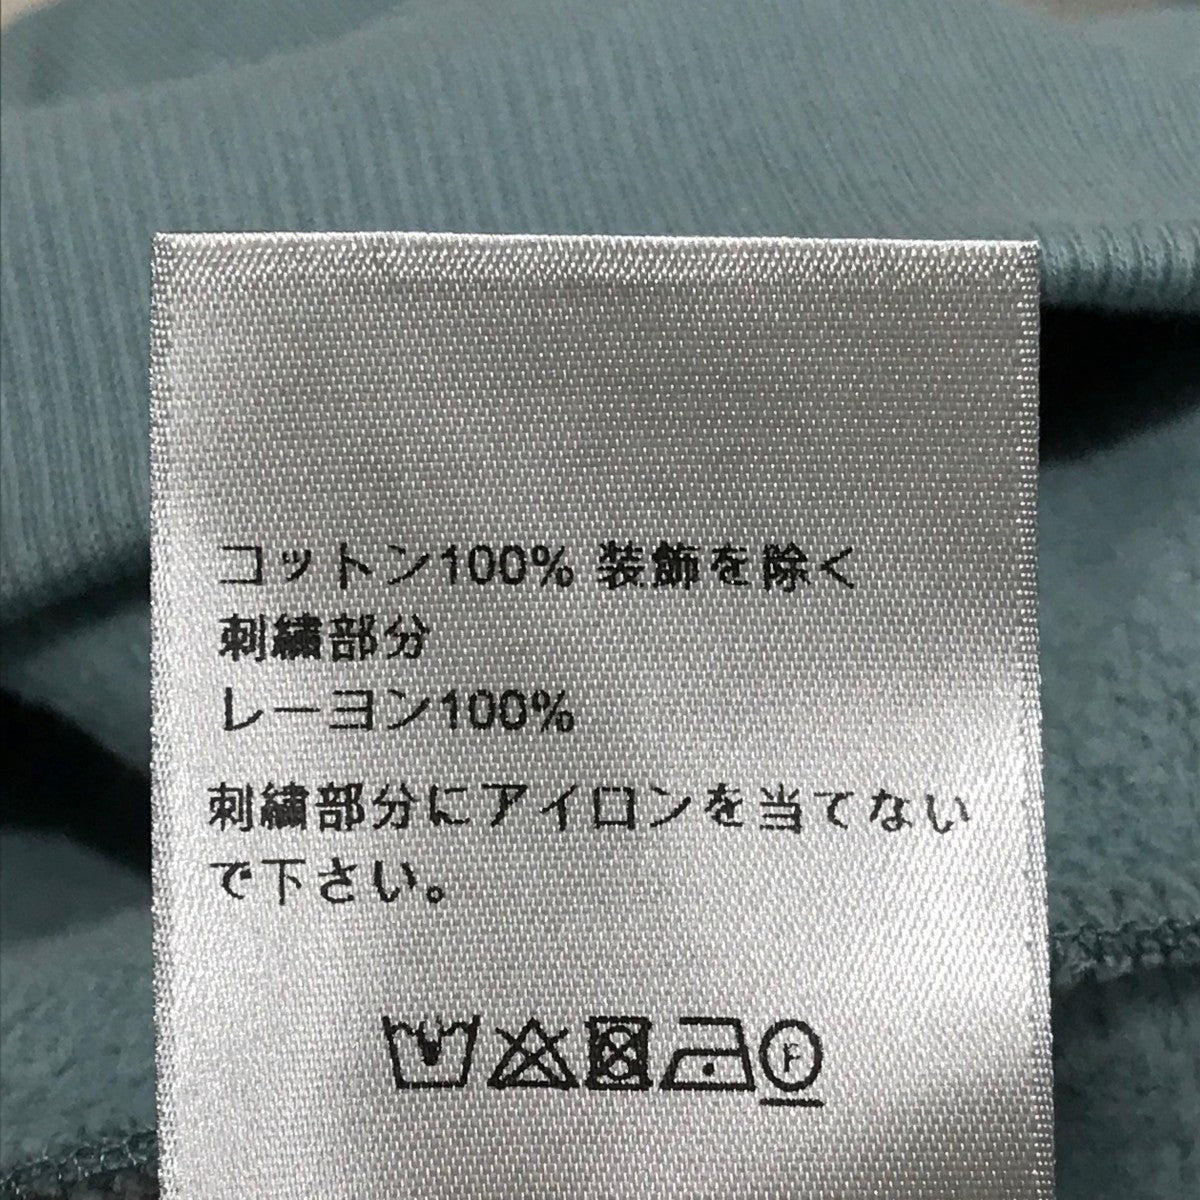 コットン100% 装飾を除く
刺繍部分
レーヨン100%
刺繍部分にアイロンを当てない
で下さい。
F